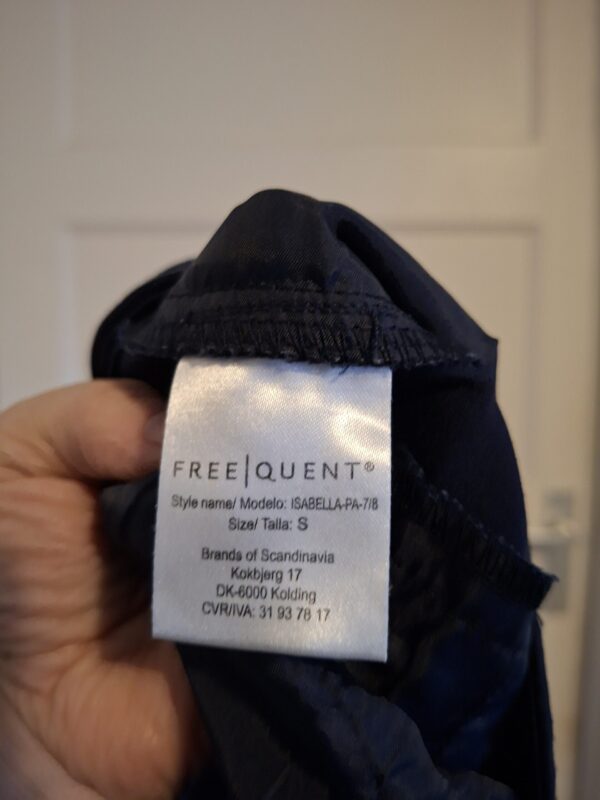 FREE|QUENT®
Style name/ Modelo: ISABELLA-PA-7/8
Size/ Talla: S
Brands of Scandinavia
Kokbjerg 17
DK-6000 Kolding
CVR/IVA: 31 93 78 17